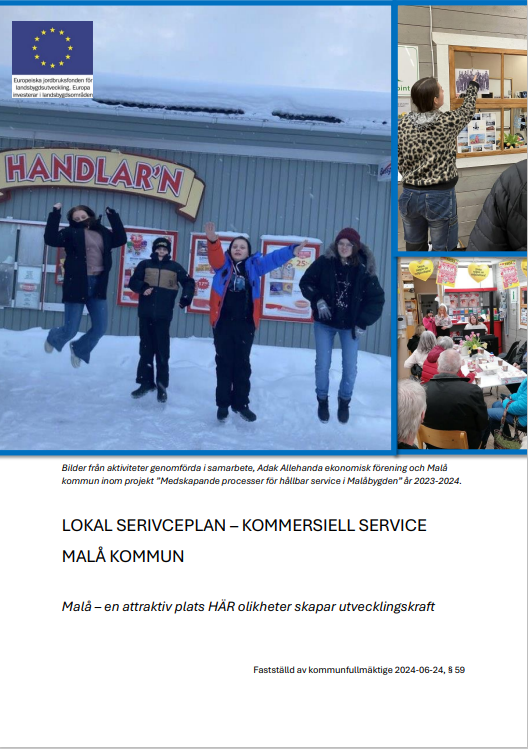 Europeiska jordbruksfonden för
landsbygdsutveckling. Europa
investerar i landsbygdsområden
HANDLAR'N
25:-
oint
Bilder från aktiviteter genomförda i samarbete, Adak Allehanda ekonomisk förening och Malå
kommun inom projekt "Medskapande processer för hållbar service i Malåbygden" år 2023-2024.
LOKAL SERIVCEPLAN – KOMMERSIELL SERVICE
MALÅ KOMMUN
Malå – en attraktiv plats HÄR olikheter skapar utvecklingskraft
Fastställd av kommunfullmäktige 2024-06-24, § 59